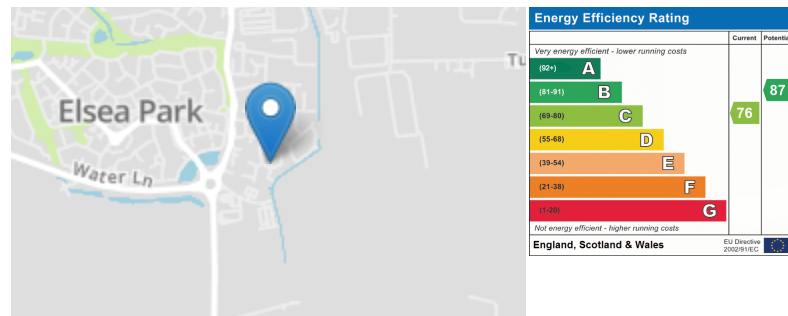 Elsea Park
Water Ln
Tu
Energy Efficiency Rating
Current
Potentia
Very energy efficient - lower running costs
(92+) A
(81-91) B
(69-80) C
(55-68) D
(39-54) E
(21-38) F
(1-20) G
76
87
Not energy efficient - higher running costs
England, Scotland & Wales
EU Directive
2002/91/EC